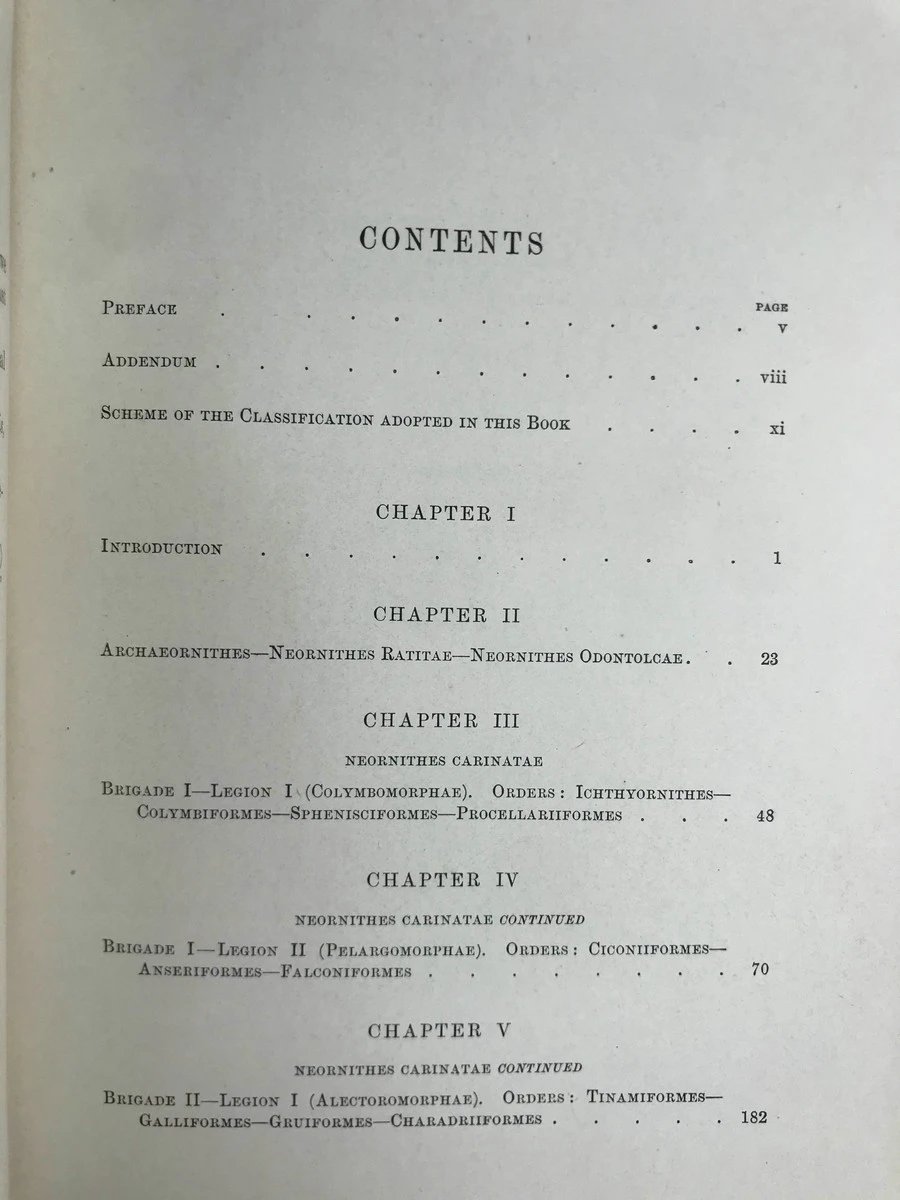 CONTENTS
PAGE
PREFACE . . . . . . . . . . . . v
ADDENDUM . . . . . . . . . . . . . viii
SCHEME OF THE CLASSIFICATION ADOPTED IN THIS BOOK . . . . xi
CHAPTER I
INTRODUCTION . . . . . . . . . . . . 1
CHAPTER II
ARCHAEORNITHES—NEORNITHES RATITAE—NEORNITHES ODONTOLCAE . . 23
CHAPTER III
NEORNITHES CARINATAE
BRIGADE I—LEGION I (COLYMBOMORPHAE). ORDERS: ICHTHYORNITHES—
COLYMBIFORMES—SPHENISCIFORMES—PROCELLARIIFORMES . . . 48
CHAPTER IV
NEORNITHES CARINATAE CONTINUED
BRIGADE I—LEGION II (PELARGOMORPHAE). ORDERS: CICONIIFORMES—
ANSERIFORMES—FALCONIFORMES . . . . . . . . 70
CHAPTER V
NEORNITHES CARINATAE CONTINUED
BRIGADE II—LEGION I (ALECTOROMORPHAE). ORDERS: TINAMIFORMES—
GALLIFORMES—GRUIFORMES—CHARADRIIFORMES . . . . . 182